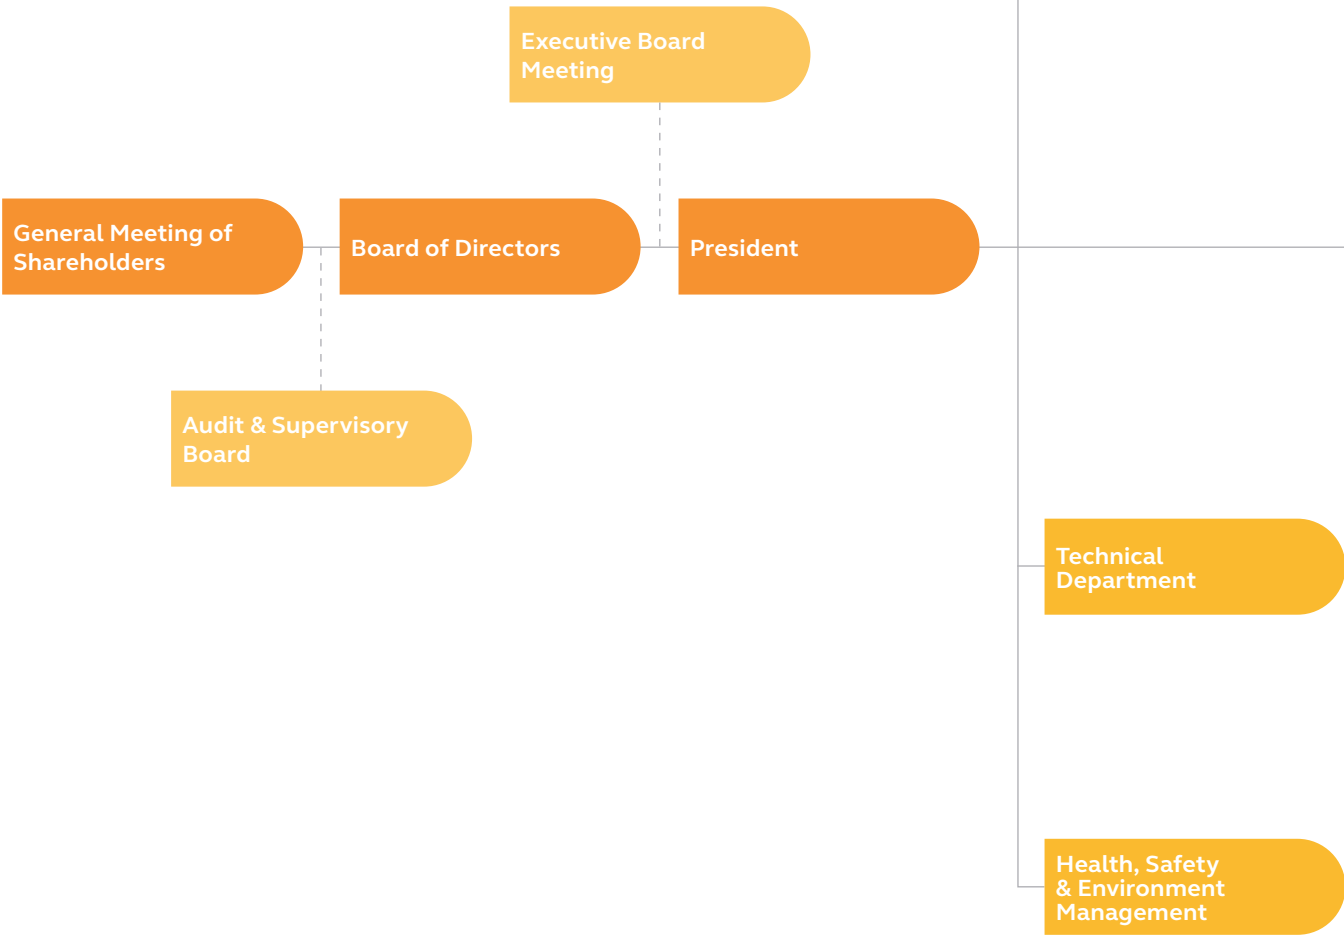 Executive Board
Meeting
General Meeting of
Shareholders
Board of Directors
President
Audit & Supervisory
Board
Technical
Department
Health, Safety
& Environment
Management